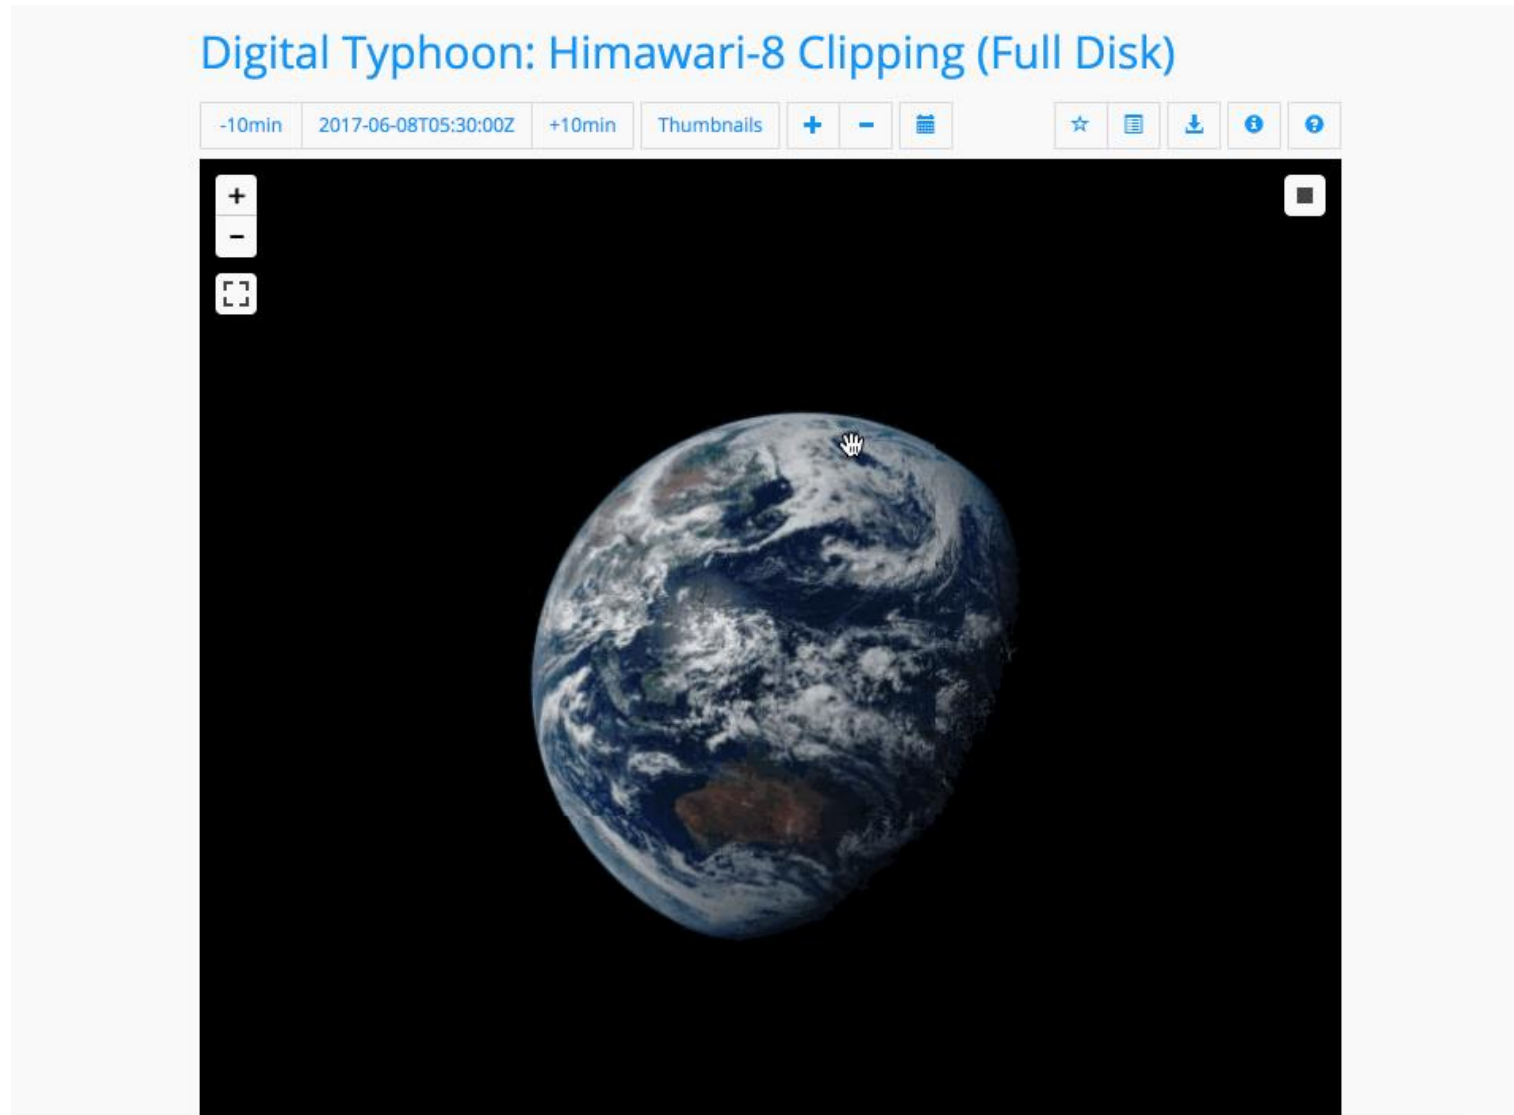 Digital Typhoon: Himawari-8 Clipping (Full Disk)
-10min 2017-06-08T05:30:00Z +10min Thumbnails